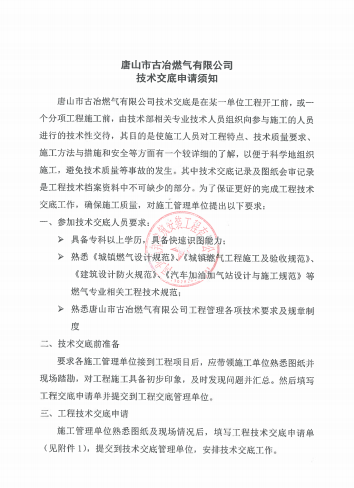 唐山市古冶燃气有限公司
技术交底申请须知
唐山市古冶燃气有限公司技术交底是在某一单位工程开工前，或一
个分项工程施工前，由技术部相关专业技术人员组织向参与施工的人员
进行的技术性交待，其目的是使施工人员对工程特点、技术质量要求、
施工方法与措施和安全等方面有一个较详细的了解，以便于科学地组织
施工，避免技术质量等事故的发生。其中技术交底记录及图纸会审记录
是工程技术档案资料中不可缺少的部分。为了保证更好的完成工程技术
交底工作，确保施工质量，对施工管理单位提出以下要求：
一、参加技术交底人员要求：
➢ 具备专科以上学历，具备快速识图能力；
➢ 熟悉《城镇燃气设计规范》、《城镇燃气工程施工及验收规范》、
《建筑设计防火规范》、《汽车加油加气站设计与施工规范》等
燃气专业相关工程技术规范；
➢ 熟悉唐山市古冶燃气有限公司工程管理各项技术要求及规章制
度
二、技术交底前准备
要求各施工管理单位接到工程项目后，应带领施工单位熟悉图纸并
现场踏勘，对工程施工具备初步印象，及时发现问题并汇总。然后填写
工程交底申请单并提交到工程交底管理单位。
三、工程技术交底申请
施工管理单位熟悉图纸及现场情况后，填写工程技术交底申请单
（见附件1），提交到技术交底管理单位，安排技术交底工作。